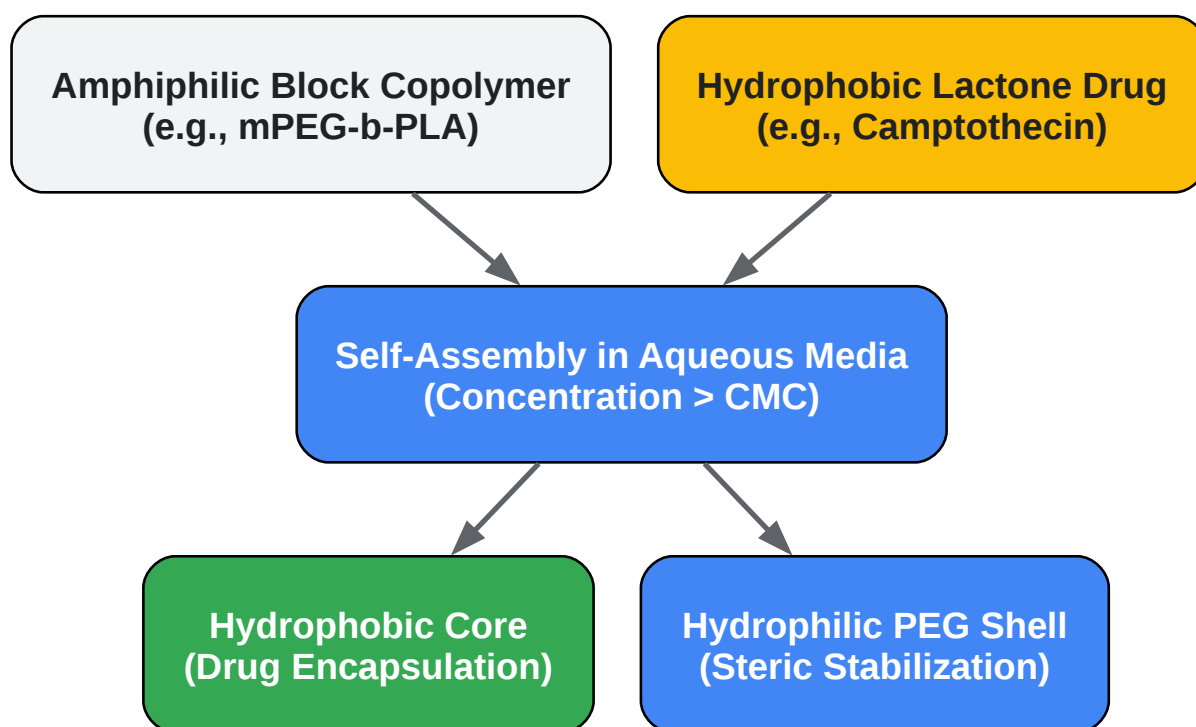 Amphiphilic Block Copolymer
(e.g., mPEG-b-PLA)
Hydrophobic Lactone Drug
(e.g., Camptothecin)
Self-Assembly in Aqueous Media
(Concentration > CMC)
Hydrophobic Core
(Drug Encapsulation)
Hydrophilic PEG Shell
(Steric Stabilization)